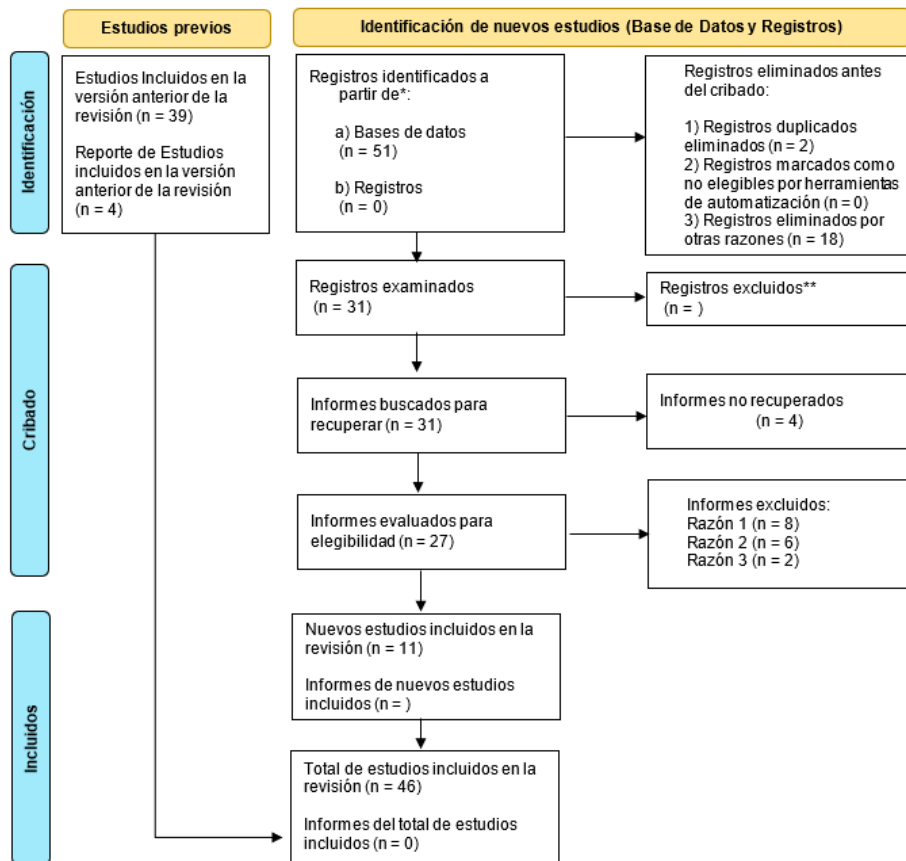 Estudios previos
Identificación de nuevos estudios (Base de Datos y Registros)
Identificación
Estudios Incluidos en la
versión anterior de la
revisión (n = 39)
Reporte de Estudios
incluidos en la versión
anterior de la revisión
(n = 4)
Registros identificados a
partir de*:
a) Bases de datos
(n = 51)
b) Registros
(n = 0)
Registros eliminados antes
del cribado:
1) Registros duplicados
eliminados (n = 2)
2) Registros marcados como
no elegibles por herramientas
de automatización (n = 0)
3) Registros eliminados por
otras razones (n = 18)
Cribado
Registros examinados
(n = 31)
Registros excluidos**
(n = )
Informes buscados para
recuperar (n = 31)
Informes no recuperados
(n = 4)
Informes evaluados para
elegibilidad (n = 27)
Informes excluidos:
Razón 1 (n = 8)
Razón 2 (n = 6)
Razón 3 (n = 2)
Incluidos
Nuevos estudios incluidos en la
revisión (n = 11)
Informes de nuevos estudios
incluidos (n = )
Total de estudios incluidos en la
revisión (n = 46)
Informes del total de estudios
incluidos (n = 0)